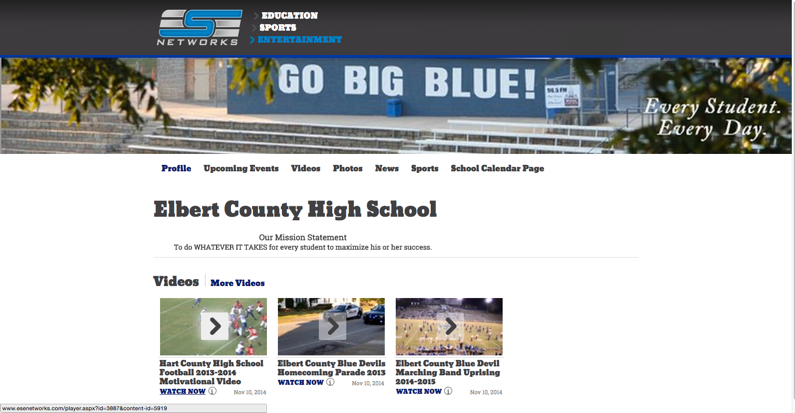 ESE
NETWORKS
EDUCATION
SPORTS
ENTERTAINMENT
GO BIG BLUE!
Every Student.
Every Day.
Profile Upcoming Events Videos Photos News Sports School Calendar Page
Elbert County High School
Our Mission Statement
To do WHATEVER IT TAKES for every student to maximize his or her success.
Videos More Videos
Hart County High School
Football 2013-2014
Motivational Video
WATCH NOW Nov 10, 2014
Elbert County Blue Devils
Homecoming Parade 2013
WATCH NOW Nov 10, 2014
Elbert County Blue Devil
Marching Band Uprising
2014-2015
WATCH NOW Nov 10, 2014
www.esenetworks.com/player.aspx?id=3887&content-id=5919